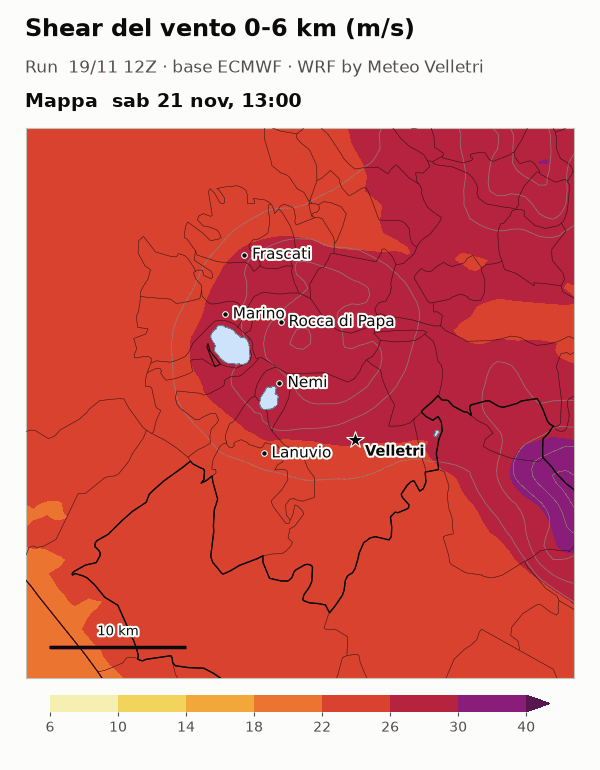 Shear del vento 0-6 km (m/s)
Run  19/11 12Z · base ECMWF · WRF by Meteo Velletri
Mappa  sab 21 nov, 13:00
Frascati
Marino
Rocca di Papa
Nemi
Lanuvio
Velletri
10 km
6 10 14 18 22 26 30 40